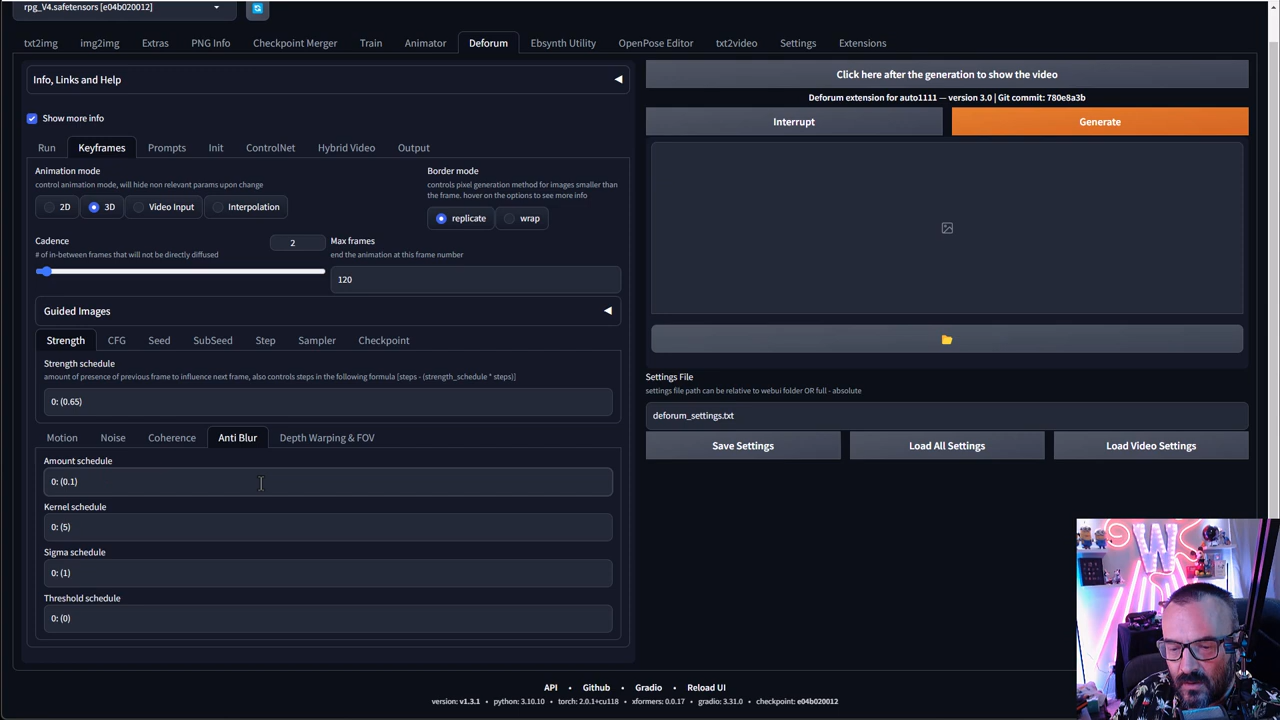 rpg_V4.safetensors [e04b020012]
txt2img img2img Extras PNG Info Checkpoint Merger Train Animator Deforum Ebsynth Utility OpenPose Editor txt2video Settings Extensions
Info, Links and Help
Show more info
Run Keyframes Prompts Init ControlNet Hybrid Video Output
Animation mode
control animation mode, will hide non relevant params upon change
2D 3D Video Input Interpolation
Border mode
controls pixel generation method for images smaller than
the frame. hover on the options to see more info
replicate wrap
Cadence
2
# of in-between frames that will not be directly diffused
Max frames
end the animation at this frame number
120
Guided Images
Strength CFG Seed SubSeed Step Sampler Checkpoint
Strength schedule
amount of presence of previous frame to influence next frame, also controls steps in the following formula [steps - (strength_schedule * steps)]
0: (0.65)
Motion Noise Coherence Anti Blur Depth Warping & FOV
Amount schedule
0: (0.1)
Kernel schedule
0: (5)
Sigma schedule
0: (1)
Threshold schedule
0: (0)
Click here after the generation to show the video
Deforum extension for auto1111 — version 3.0 | Git commit: 780e8a3b
Interrupt Generate
Settings File
settings file path can be relative to webui folder OR full - absolute
deforum_settings.txt
Save Settings Load All Settings Load Video Settings
API • Github • Gradio • Reload UI
version: v1.3.1 • python: 3.10.10 • torch: 2.0.1+cu118 • xformers: 0.0.17 • gradio: 3.31.0 • checkpoint: e04b020012
W